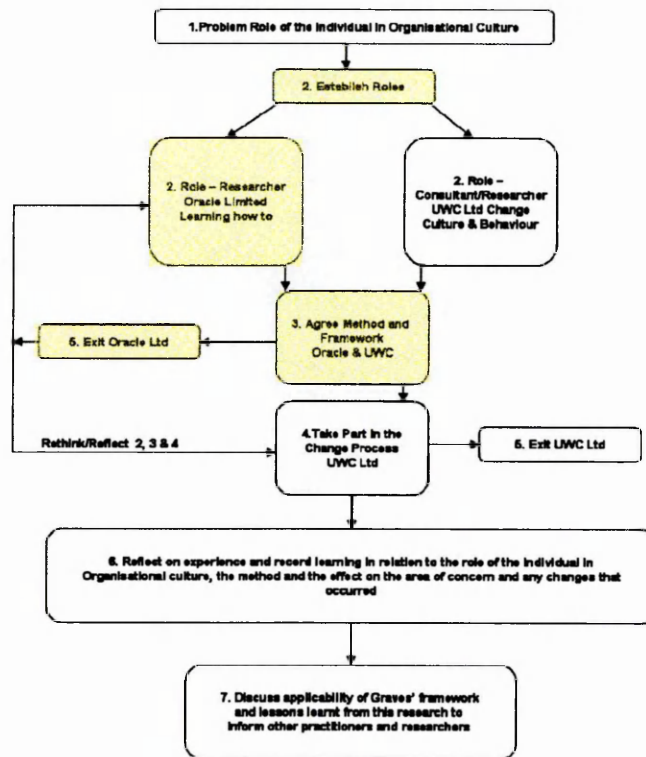 1.Problem Role of the Individual in Organisational Culture
2. Establish Roles
2. Role – Researcher
Oracle Limited
Learning how to
2. Role –
Consultant/Researcher
UWC Ltd Change
Culture & Behaviour
3. Agree Method and
Framework
Oracle & UWC
5. Exit Oracle Ltd
Rethink/Reflect 2, 3 & 4
4.Take Part in the
Change Process
UWC Ltd
5. Exit UWC Ltd
6. Reflect on experience and record learning in relation to the role of the individual in
Organisational culture, the method and the effect on the area of concern and any changes that
occurred
7. Discuss applicability of Graves' framework
and lessons learnt from this research to
inform other practitioners and researchers